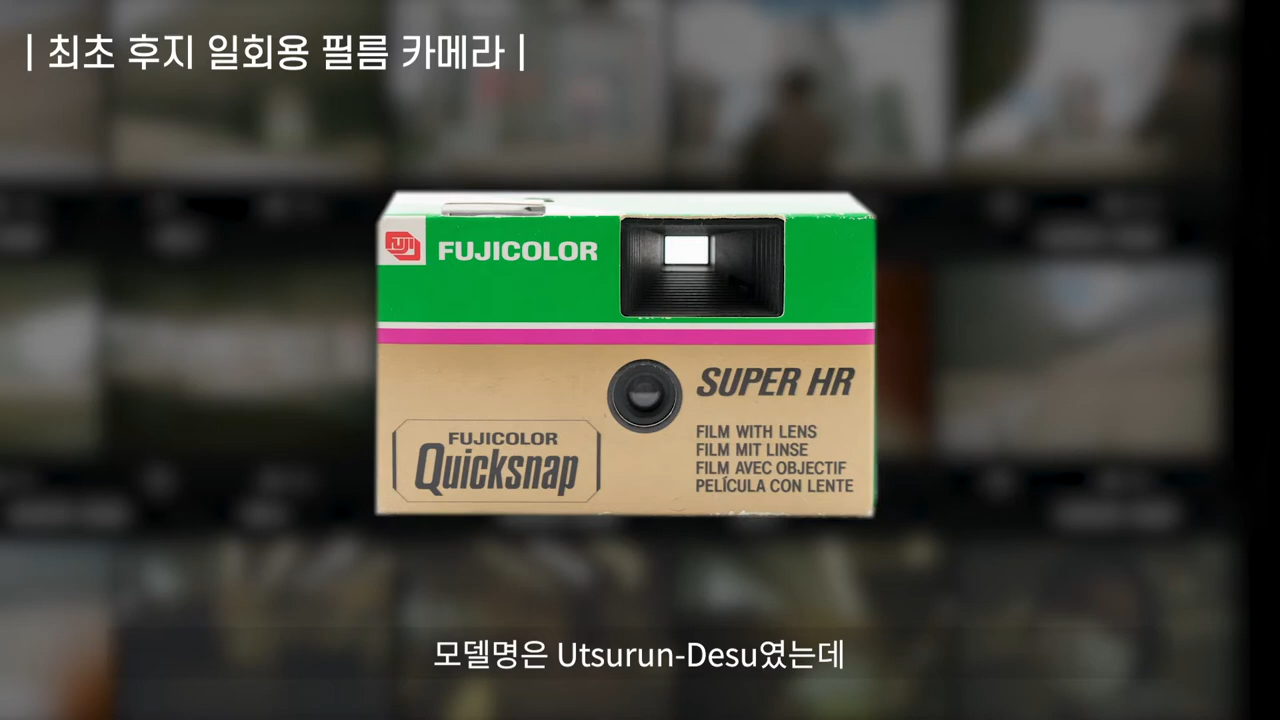 | 최초 후지 일회용 필름 카메라 |
FUJI FUJICOLOR
SUPER HR
FILM WITH LENS
FILM MIT LINSE
FILM AVEC OBJECTIF
PELÍCULA CON LENTE
FUJICOLOR
Quicksnap
모델명은 Utsurun-Desu였는데